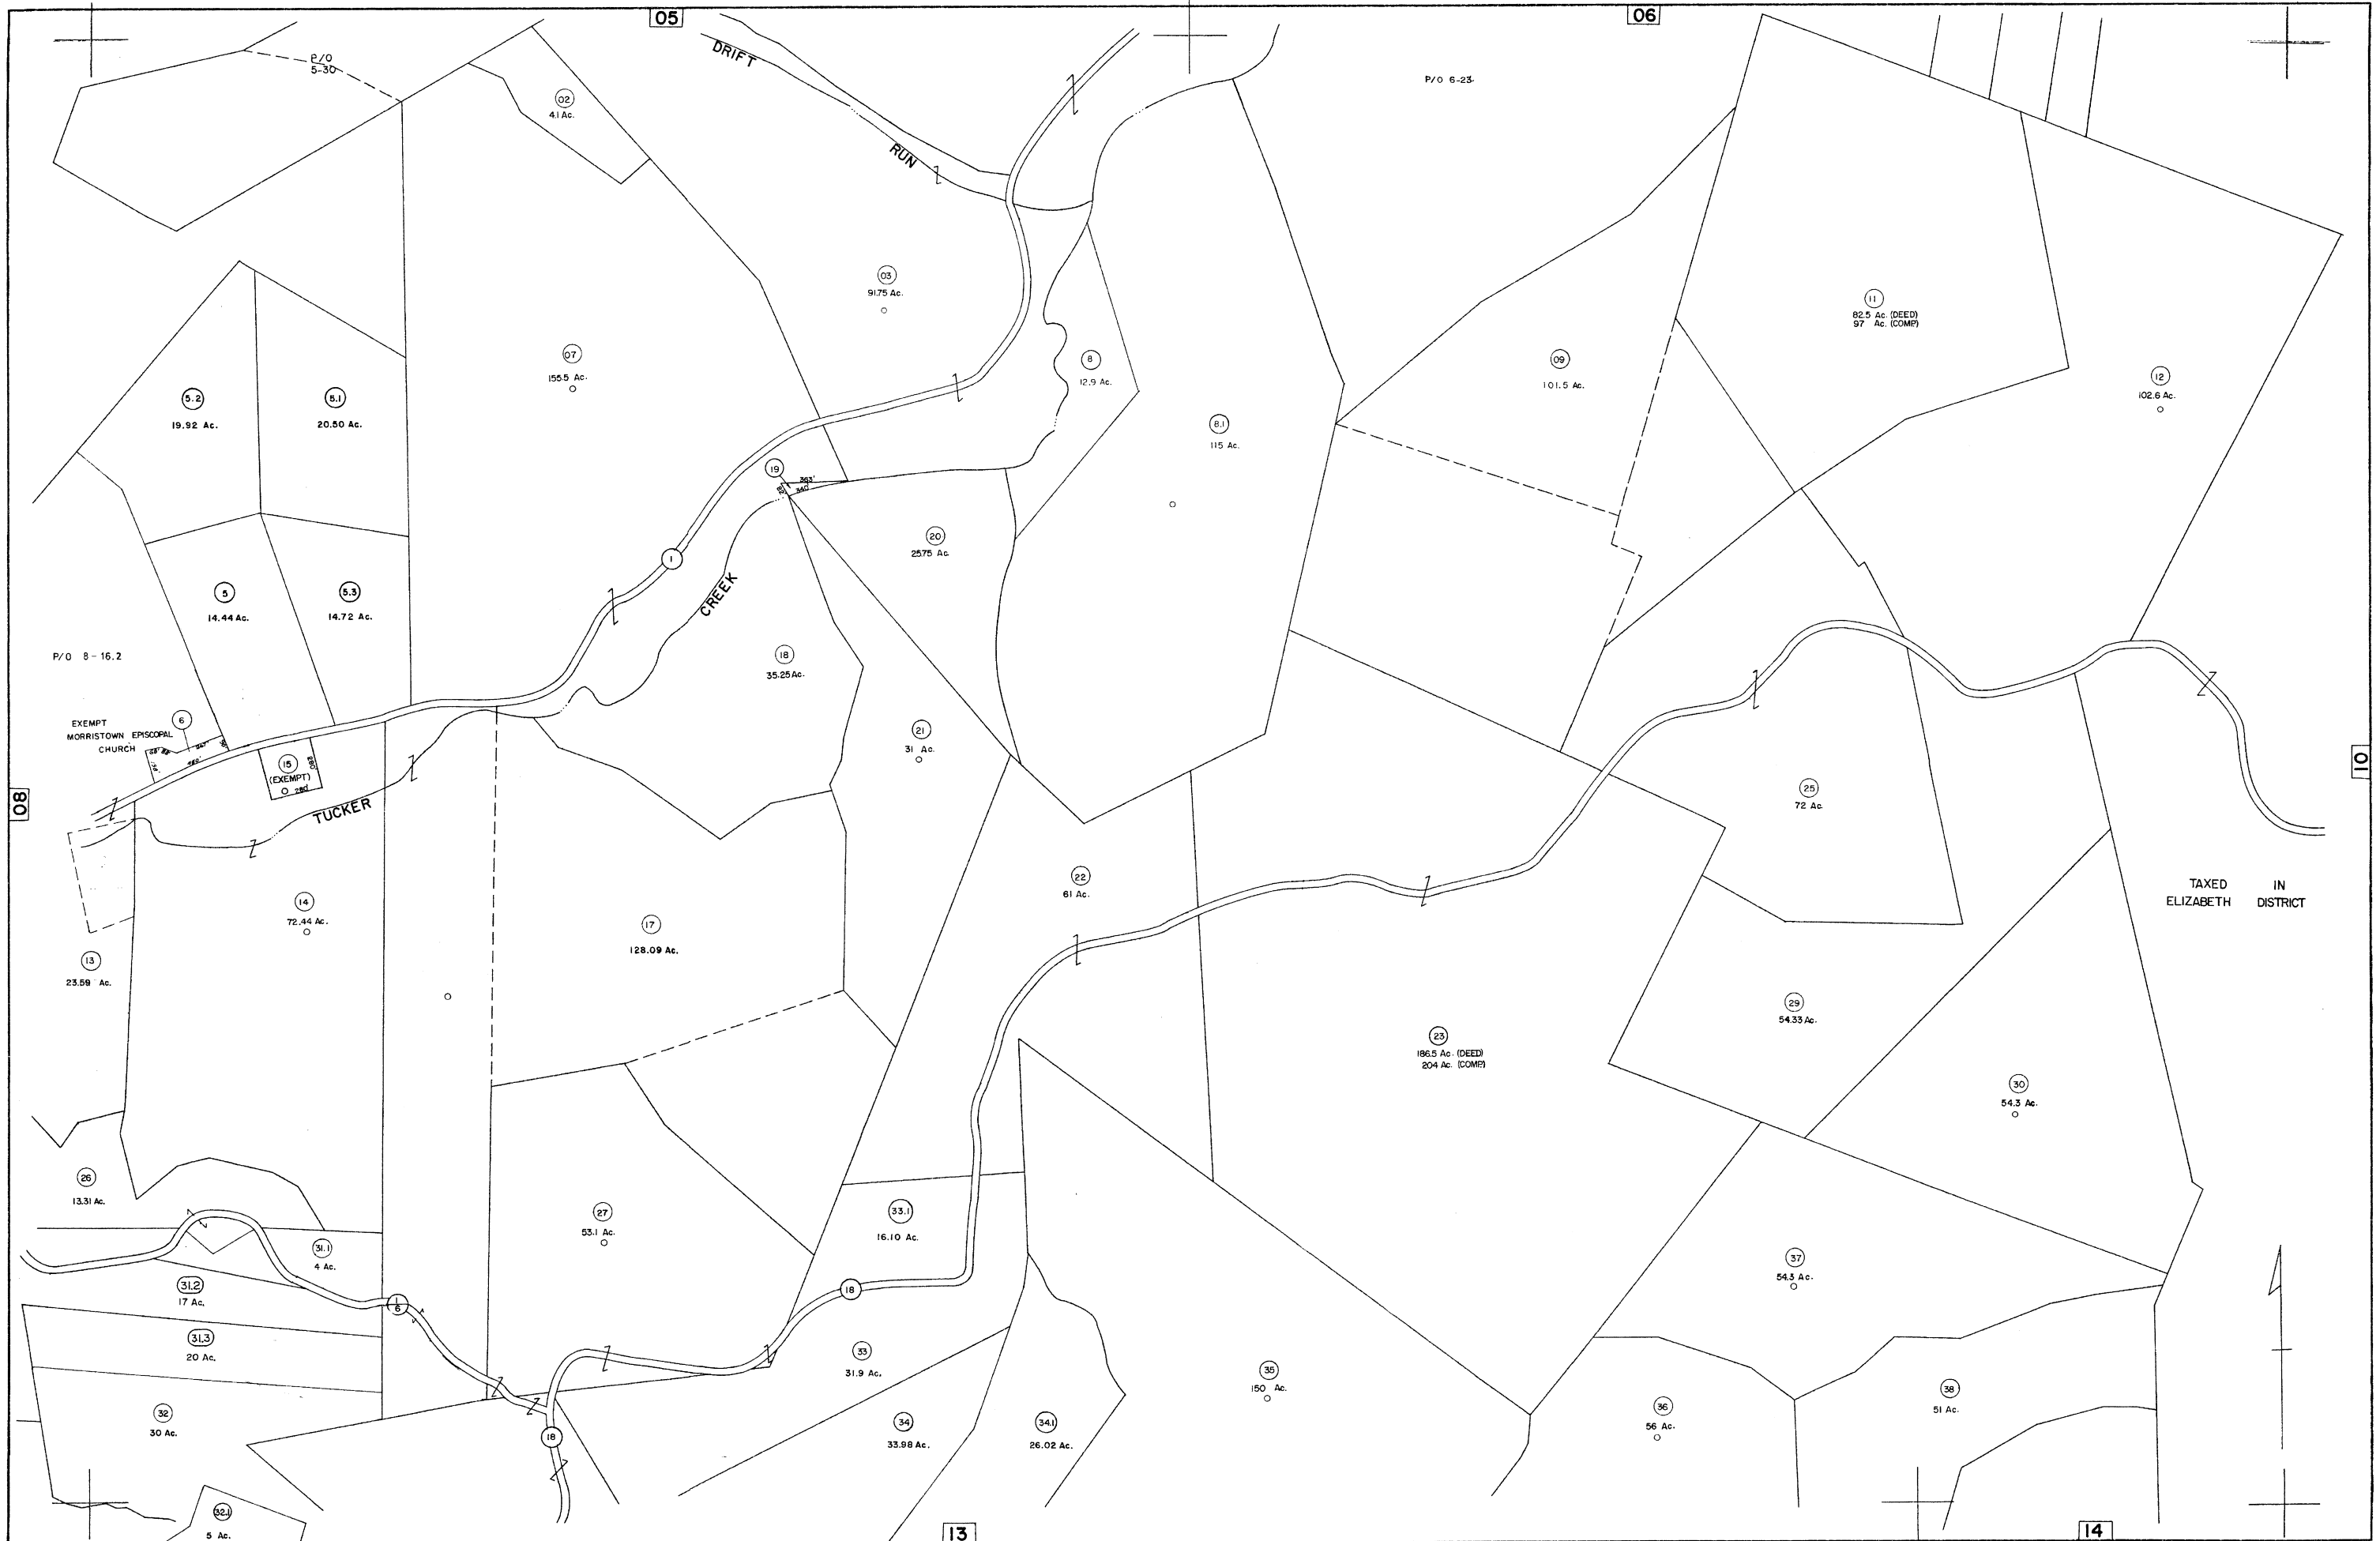 05
06
P/O
5-30
DRIFT
RUN
P/O 6-23
02
4.1 Ac.
03
91.75 Ac.
11
82.5 Ac. (DEED)
97 Ac. (COMP.)
07
155.5 Ac.
8
12.9 Ac.
09
101.5 Ac.
12
102.6 Ac.
5.2
19.92 Ac.
5.1
20.50 Ac.
8.1
115 Ac.
19
363'
340'
20
25.75 Ac.
1
CREEK
5
14.44 Ac.
5.3
14.72 Ac.
P/O 8-16.2
18
35.25 Ac.
EXEMPT
MORRISTOWN EPISCOPAL
CHURCH
6
21
31 Ac.
15
(EXEMPT)
280'
280'
TUCKER
08
10
25
72 Ac.
22
61 Ac.
TAXED IN
ELIZABETH DISTRICT
14
72.44 Ac.
17
128.09 Ac.
13
23.59 Ac.
29
54.33 Ac.
23
186.5 Ac. (DEED)
204 Ac. (COMP.)
30
54.3 Ac.
26
13.31 Ac.
27
53.1 Ac.
33.1
16.10 Ac.
31.1
4 Ac.
37
54.3 Ac.
31.2
17 Ac.
1
6
18
31.3
20 Ac.
33
31.9 Ac.
35
150 Ac.
38
51 Ac.
32
30 Ac.
34
33.98 Ac.
34.1
26.02 Ac.
36
56 Ac.
18
32.1
5 Ac.
13
14